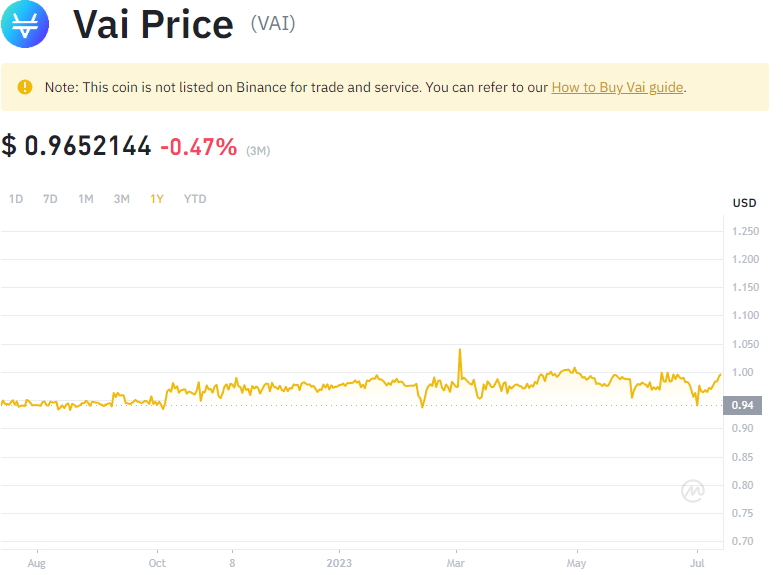 Vai Price (VAI)
Note: This coin is not listed on Binance for trade and service. You can refer to our How to Buy Vai guide.
$ 0.9652144 -0.47% (3M)
1D 7D 1M 3M 1Y YTD
USD
1.250
1.200
1.150
1.100
1.050
1.00
0.94
0.90
0.85
0.80
0.75
0.70
Aug Oct 8 2023 Mar May Jul